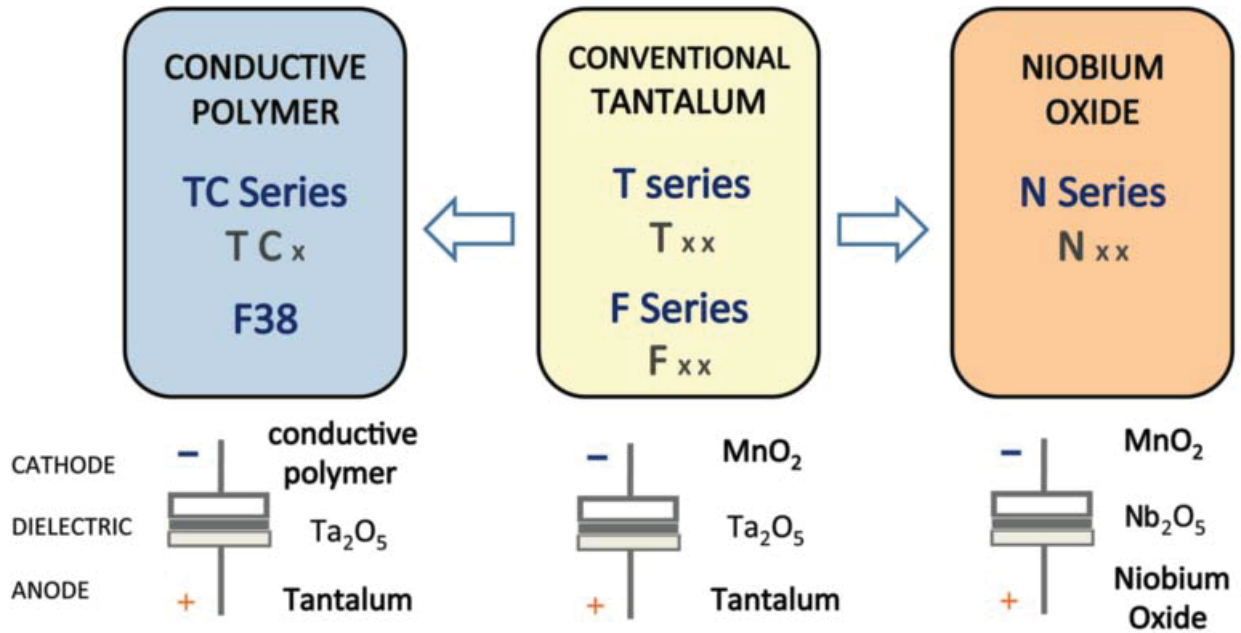 CONDUCTIVE
POLYMER
TC Series
T C x
F38
CONVENTIONAL
TANTALUM
T series
T x x
F Series
F x x
NIOBIUM
OXIDE
N Series
N x x
CATHODE
DIELECTRIC
ANODE
−
conductive
polymer
Ta₂O₅
+
Tantalum
−
MnO₂
Ta₂O₅
+
Tantalum
−
MnO₂
Nb₂O₅
+
Niobium
Oxide